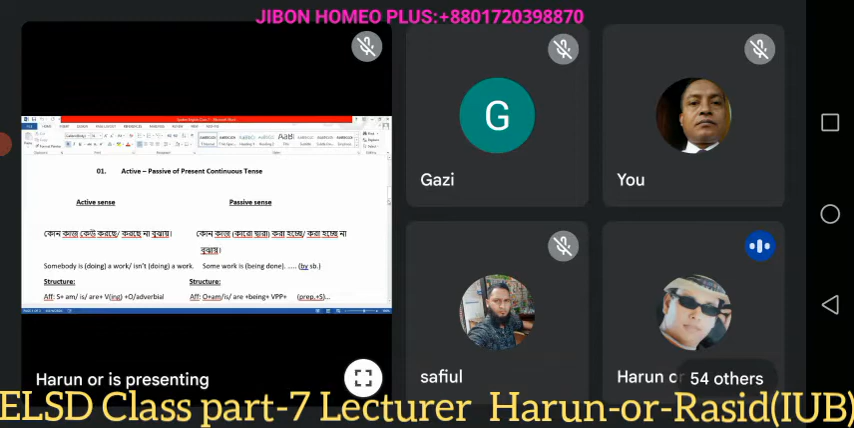 JIBON HOMEO PLUS:+8801720398870
01. Active – Passive of Present Continuous Tense
Active sense Passive sense
কোন কাজ কেউ করছে/ করছে না বুঝায়। কোন কাজ (কারো দ্বারা) করা হচ্ছে/ করা হচ্ছে না
বুঝায়।
Somebody is (doing) a work/ isn't (doing) a work. Some work is (being done). ..... (by sb.)
Structure: Structure:
Aff: S+ am/ is/ are+ V(ing) +O/adverbial Aff: O+am/is/ are +being+ VPP+ (prep.+S)...
Harun or is presenting
G
Gazi
You
safiul
Harun or
54 others
ELSD Class part-7 Lecturer Harun-or-Rasid(IUB)